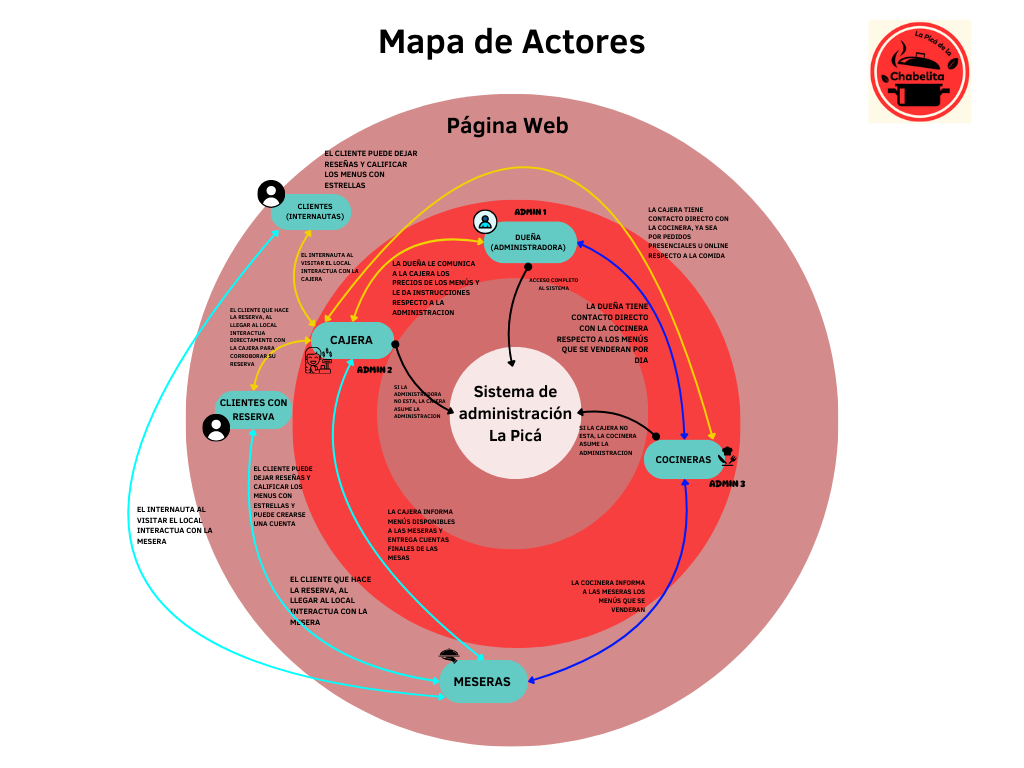 Mapa de Actores
La Picá de la
Chabelita
Página Web
EL CLIENTE PUEDE DEJAR
RESEÑAS Y CALIFICAR
LOS MENUS CON
ESTRELLAS
CLIENTES
(INTERNAUTAS)
ADMIN 1
DUEÑA
(ADMINISTRADORA)
LA CAJERA TIENE
CONTACTO DIRECTO CON
LA COCINERA, YA SEA
POR PEDIDOS
PRESENCIALES U ONLINE
RESPECTO A LA COMIDA
EL INTERNAUTA AL
VISITAR EL LOCAL
INTERACTUA CON LA
CAJERA
LA DUEÑA LE COMUNICA
A LA CAJERA LOS
PRECIOS DE LOS MENÚS Y
LE DA INSTRUCCIONES
RESPECTO A LA
ADMINISTRACION
ACCESO COMPLETO
AL SISTEMA
LA DUEÑA TIENE
CONTACTO DIRECTO
CON LA COCINERA
RESPECTO A LOS MENÚS
QUE SE VENDERAN POR
DIA
EL CLIENTE QUE HACE
LA RESERVA, AL
LLEGAR AL LOCAL
INTERACTUA
DIRECTAMENTE CON
LA CAJERA PARA
CORROBORAR SU
RESERVA
CAJERA
ADMIN 2
SI LA
ADMINISTRADORA
NO ESTA, LA CAJERA
ASUME LA
ADMINISTRACION
Sistema de
administración
La Picá
CLIENTES CON
RESERVA
SI LA CAJERA NO
ESTA, LA COCINERA
ASUME LA
ADMINISTRACION
COCINERAS
ADMIN 3
EL CLIENTE PUEDE
DEJAR RESEÑAS Y
CALIFICAR LOS
MENUS CON
ESTRELLAS Y
PUEDE CREARSE
UNA CUENTA
EL INTERNAUTA AL
VISITAR EL LOCAL
INTERACTUA CON LA
MESERA
LA CAJERA INFORMA
MENÚS DISPONIBLES
A LAS MESERAS Y
ENTREGA CUENTAS
FINALES DE LAS
MESAS
EL CLIENTE QUE HACE
LA RESERVA, AL
LLEGAR AL LOCAL
INTERACTUA CON LA
MESERA
LA COCINERA INFORMA
A LAS MESERAS LOS
MENÚS QUE SE
VENDERAN
MESERAS